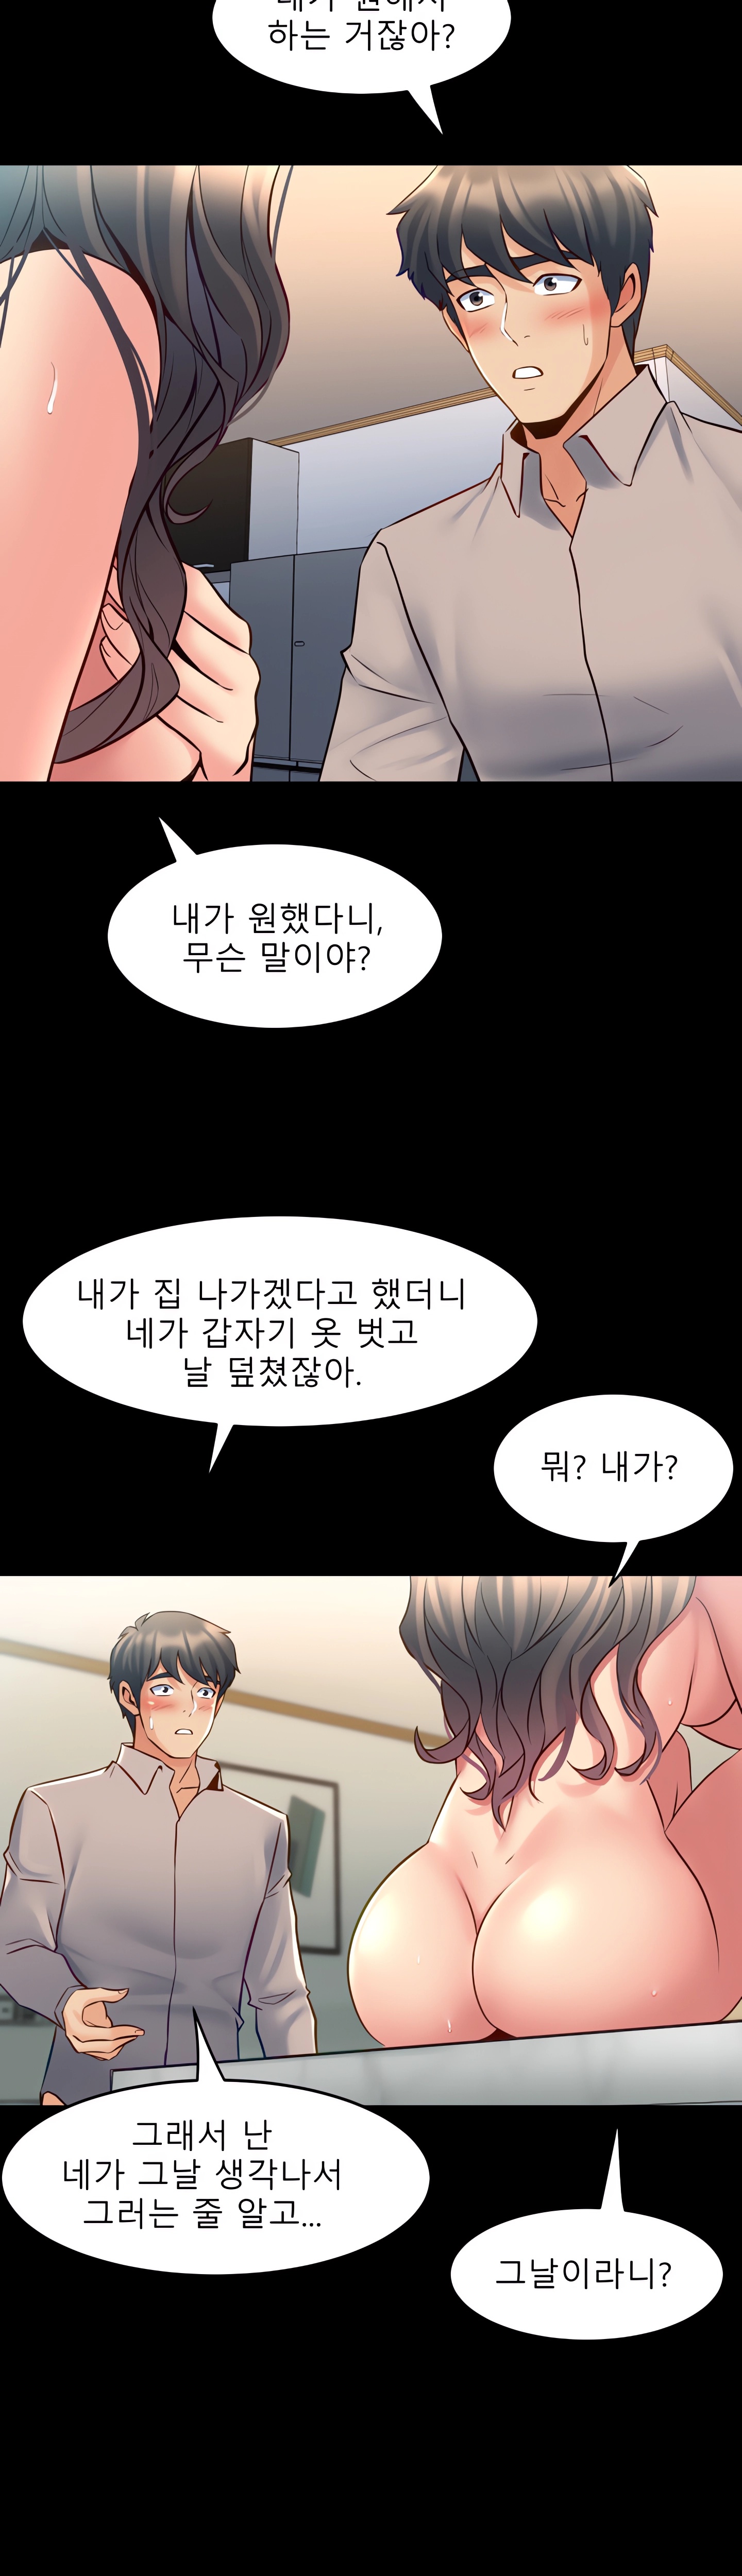 하는 거잖아?
내가 원했다니,
무슨 말이야?
내가 집 나가겠다고 했더니
네가 갑자기 옷 벗고
날 덮쳤잖아.
뭐? 내가?
그래서 난
네가 그날 생각나서
그러는 줄 알고...
그날이라니?